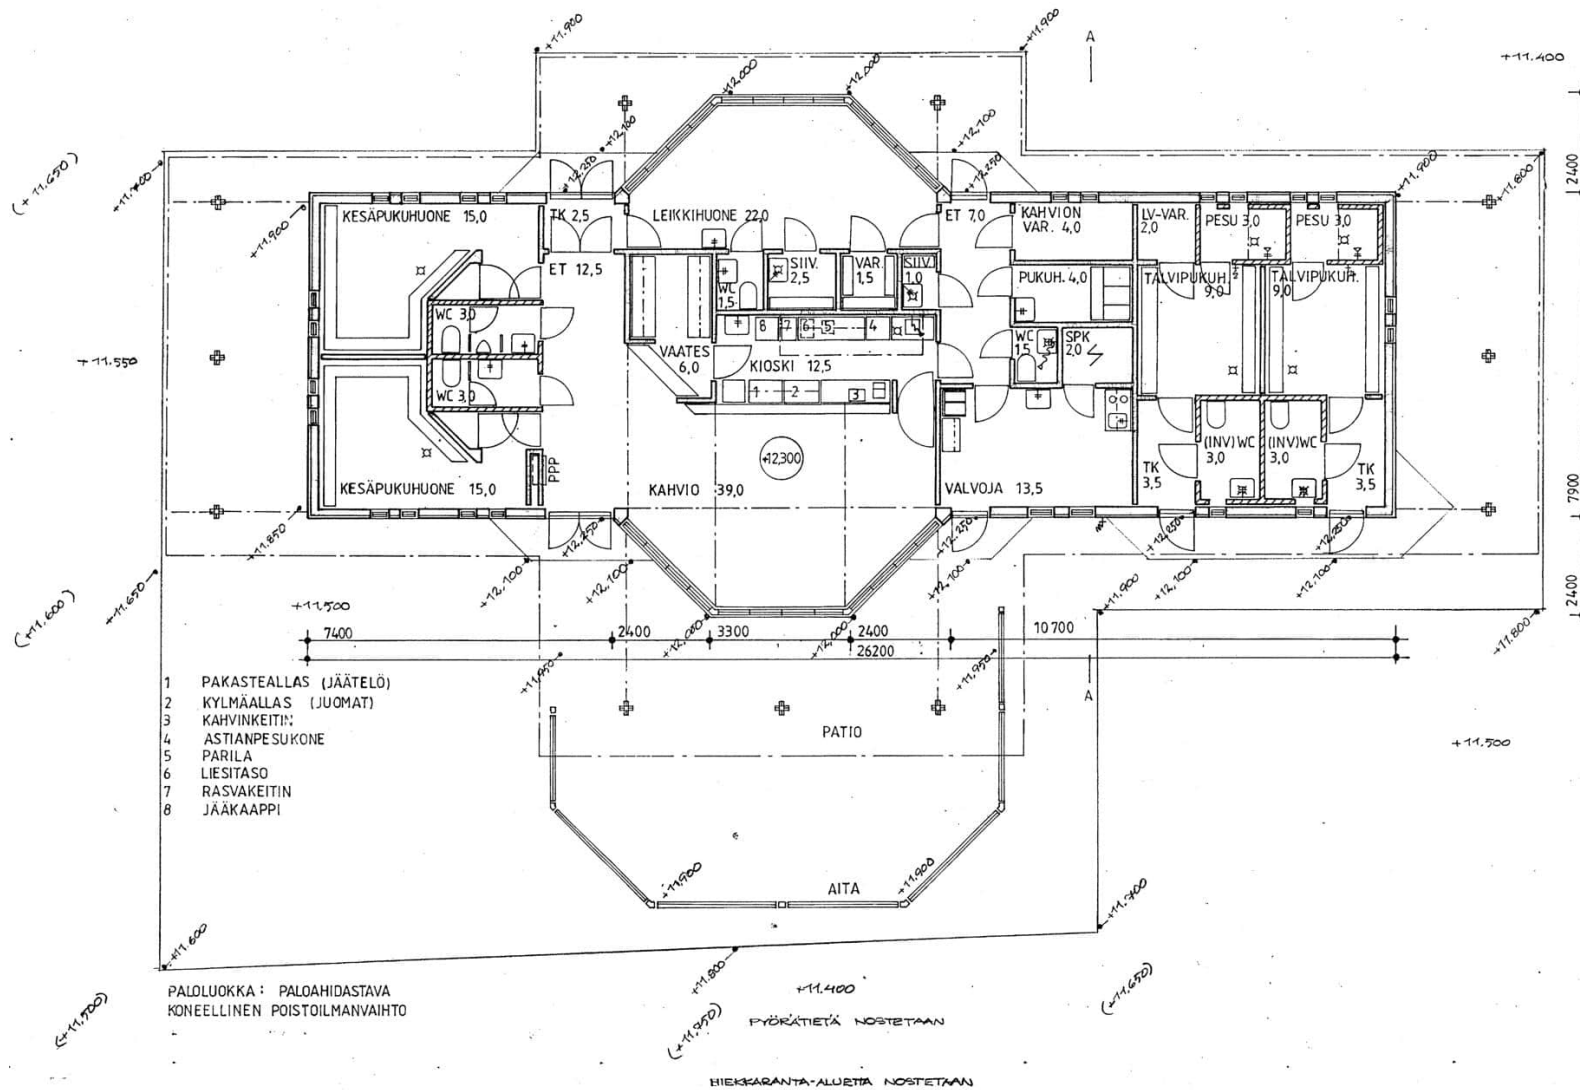 +11.900
+11.900
A
+11.400
+12,000
+12,000
+12,100
+12,100
2400
(+11.650)
+11.700
+12,250
+12,250
+11.900
+11.800
+11.900
KESÄPUKUHUONE 15,0
TK 2,5
LEIKKIHUONE 22,0
ET 7,0
KAHVION
VAR. 4,0
LV-VAR.
2,0
PESU 3,0
PESU 3,0
ET 12,5
WC
1,5
SIIV.
2,5
VAR.
1,5
SIIV.
1,0
PUKUH. 4,0
TALVIPUKUH.
9,0
TALVIPUKUH.
9,0
WC 3,0
8
7
6
5
4
+11.550
VAATES
6,0
KIOSKI 12,5
WC
1,5
SPK
2,0
WC 3,0
1
2
3
(INV)WC
3,0
(INV)WC
3,0
+12,300
PPP
TK
3,5
TK
3,5
KESÄPUKUHUONE 15,0
KAHVIO 39,0
VALVOJA 13,5
7900
+11.850
+12,250
+12,250
+12,250
+12,250
+12,100
+12,100
+12,100
+12,100
+12,100
+11.650
(+11.600)
+11.500
+11.900
2400
+11.800
7400
2400
3300
2400
10700
+12,000
+12,000
26200
+11,950
+11,950
A
1 PAKASTEALLAS (JÄÄTELÖ)
2 KYLMÄALLAS (JUOMAT)
3 KAHVINKEITIN
4 ASTIANPESUKONE
5 PARILA
6 LIESITASO
7 RASVAKEITIN
8 JÄÄKAAPPI
PATIO
+11.500
+11.900
AITA
+11.900
+11.700
+11.600
+11.800
PALOLUOKKA: PALOAHIDASTAVA
KONEELLINEN POISTOILMANVAIHTO
+11.400
(+11.650)
(+11,500)
(+11,750)
PYÖRÄTIETÄ NOSTETAAN
HIEKKARANTA-ALUETTA NOSTETAAN